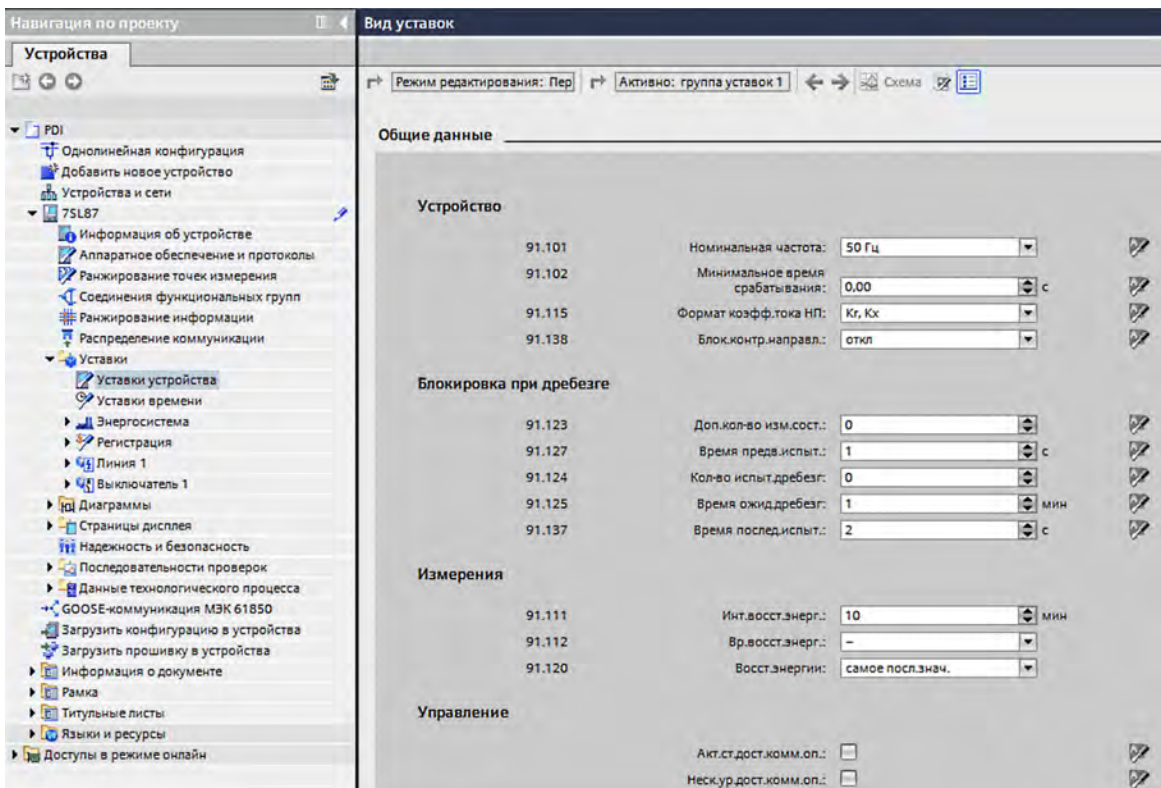 Навигация по проекту
Вид уставок
Устройства
Режим редактирования: Пер
Активно: группа уставок 1
Схема
PDI
Однолинейная конфигурация
Добавить новое устройство
Устройства и сети
7SL87
Информация об устройстве
Аппаратное обеспечение и протоколы
Ранжирование точек измерения
Соединения функциональных групп
Ранжирование информации
Распределение коммуникации
Уставки
Уставки устройства
Уставки времени
Энергосистема
Регистрация
Линия 1
Выключатель 1
Диаграммы
Страницы дисплея
Надежность и безопасность
Последовательности проверок
Данные технологического процесса
GOOSE-коммуникация МЭК 61850
Загрузить конфигурацию в устройства
Загрузить прошивку в устройства
Информация о документе
Рамка
Титульные листы
Языки и ресурсы
Доступы в режиме онлайн
Общие данные
Устройство
91.101 Номинальная частота: 50 Гц
91.102 Минимальное время
срабатывания: 0,00 с
91.115 Формат коэфф.тока НП: Kr, Kx
91.138 Блок.контр.направл.: откл
Блокировка при дребезге
91.123 Доп.кол-во изм.сост.: 0
91.127 Время предв.испыт.: 1 с
91.124 Кол-во испыт.дребезг: 0
91.125 Время ожид.дребезг: 1 мин
91.137 Время послед.испыт.: 2 с
Измерения
91.111 Инт.восст.энерг.: 10 мин
91.112 Вр.восст.энерг.: –
91.120 Восст.энергии: самое посл.знач.
Управление
Акт.ст.дост.комм.оп.:
Неск.ур.дост.комм.оп.: